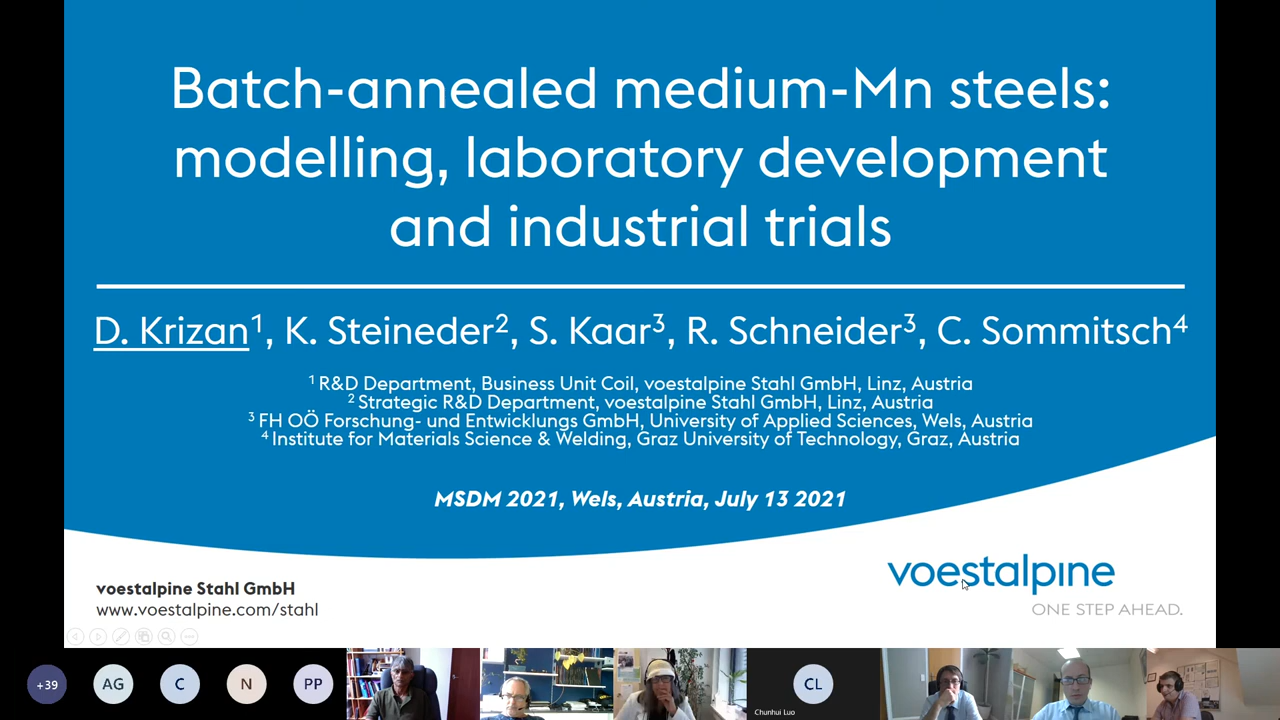 Batch-annealed medium-Mn steels:
modelling, laboratory development
and industrial trials
D. Krizan¹, K. Steineder², S. Kaar³, R. Schneider³, C. Sommitsch⁴
¹ R&D Department, Business Unit Coil, voestalpine Stahl GmbH, Linz, Austria
² Strategic R&D Department, voestalpine Stahl GmbH, Linz, Austria
³ FH OÖ Forschung- und Entwicklungs GmbH, University of Applied Sciences, Wels, Austria
⁴ Institute for Materials Science & Welding, Graz University of Technology, Graz, Austria
MSDM 2021, Wels, Austria, July 13 2021
voestalpine Stahl GmbH
www.voestalpine.com/stahl
voestalpine
ONE STEP AHEAD.
+39
AG
C
N
PP
CL
Chunhui Luo